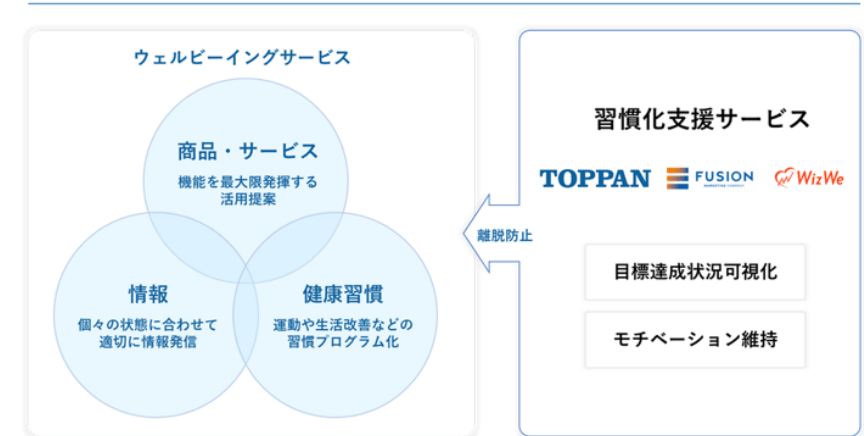 ウェルビーイングサービス
商品・サービス
機能を最大限発揮する
活用提案
情報
個々の状態に合わせて
適切に情報発信
健康習慣
運動や生活改善などの
習慣プログラム化
離脱防止
習慣化支援サービス
TOPPAN FUSION WizWe
MARKETING COMPANY
目標達成状況可視化
モチベーション維持